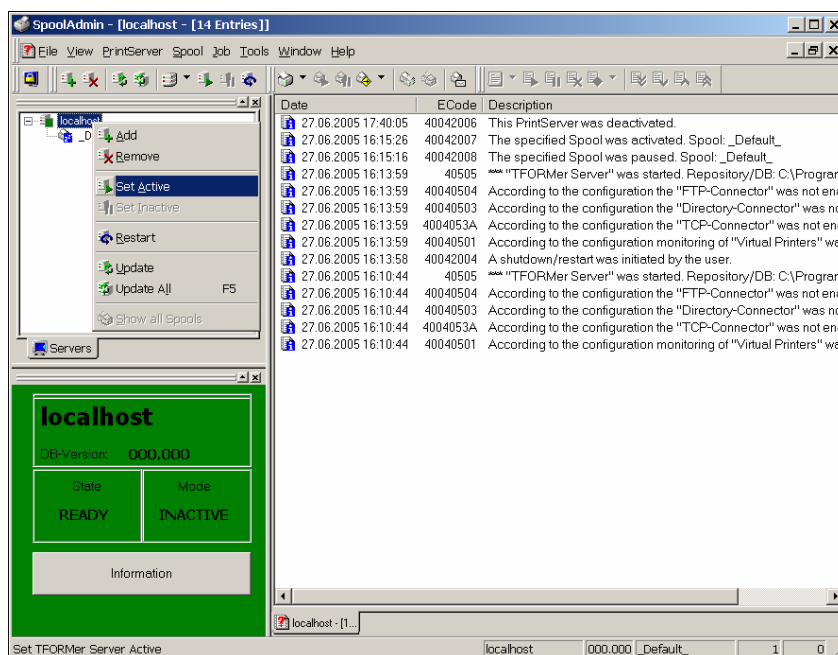 SpoolAdmin - [localhost - [14 Entries]]
File View PrintServer Spool Job Tools Window Help
localhost
_D
Add
Remove
Set Active
Set Inactive
Restart
Update
Update All F5
Show all Spools
Servers
Date ECode Description
27.06.2005 17:40:05 40042006 This PrintServer was deactivated.
27.06.2005 16:15:26 40042007 The specified Spool was activated. Spool: _Default_
27.06.2005 16:15:16 40042008 The specified Spool was paused. Spool: _Default_
27.06.2005 16:13:59 40505 *** "TFORMer Server" was started. Repository/DB: C:\Program
27.06.2005 16:13:59 40040504 According to the configuration the "FTP-Connector" was not ena
27.06.2005 16:13:59 40040503 According to the configuration the "Directory-Connector" was no
27.06.2005 16:13:59 4004053A According to the configuration the "TCP-Connector" was not en
27.06.2005 16:13:59 40040501 According to the configuration monitoring of "Virtual Printers" wa
27.06.2005 16:13:58 40042004 A shutdown/restart was initiated by the user.
27.06.2005 16:10:44 40505 *** "TFORMer Server" was started. Repository/DB: C:\Program
27.06.2005 16:10:44 40040504 According to the configuration the "FTP-Connector" was not ena
27.06.2005 16:10:44 40040503 According to the configuration the "Directory-Connector" was no
27.06.2005 16:10:44 4004053A According to the configuration the "TCP-Connector" was not en
27.06.2005 16:10:44 40040501 According to the configuration monitoring of "Virtual Printers" wa
localhost
DB-Version: 000.000
State Mode
READY INACTIVE
Information
localhost - [1...
Set TFORMer Server Active localhost 000.000 _Default_ 1 0